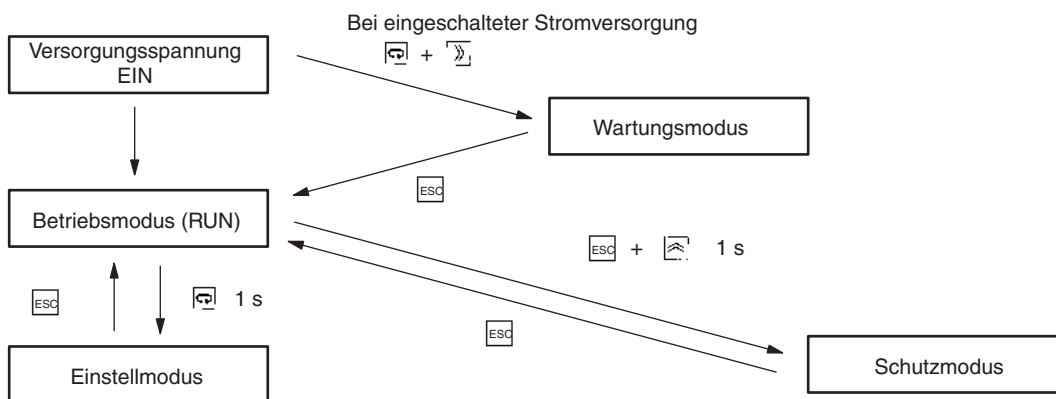 Bei eingeschalteter Stromversorgung
Versorgungsspannung
EIN
+
Wartungsmodus
ESC
Betriebsmodus (RUN)
ESC + 1 s
ESC
1 s
ESC
Einstellmodus
Schutzmodus